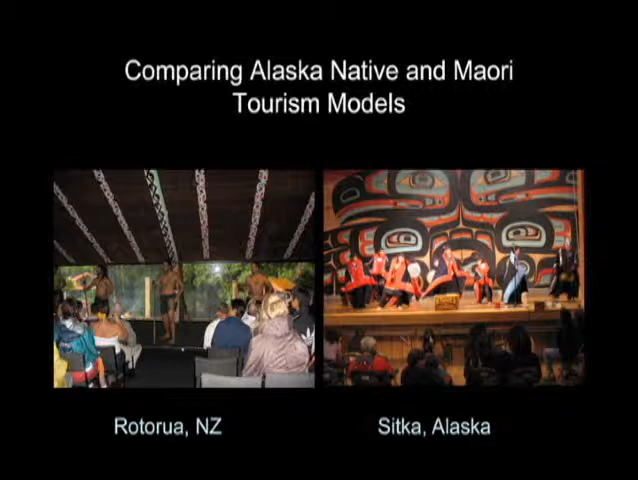 Comparing Alaska Native and Maori
Tourism Models
Rotorua, NZ
Sitka, Alaska